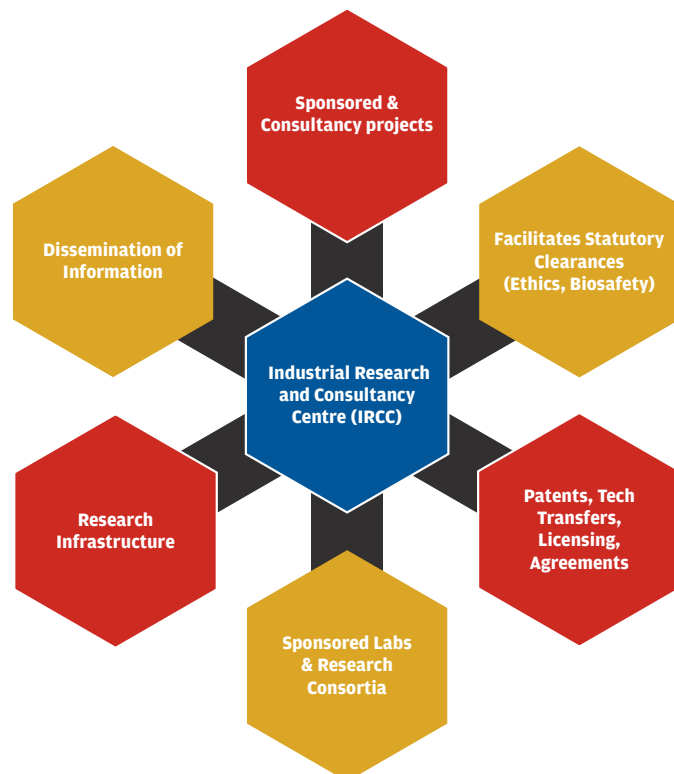 Sponsored &
Consultancy projects
Dissemination of
Information
Facilitates Statutory
Clearances
(Ethics, Biosafety)
Industrial Research
and Consultancy
Centre (IRCC)
Research
Infrastructure
Patents, Tech
Transfers,
Licensing,
Agreements
Sponsored Labs
& Research
Consortia